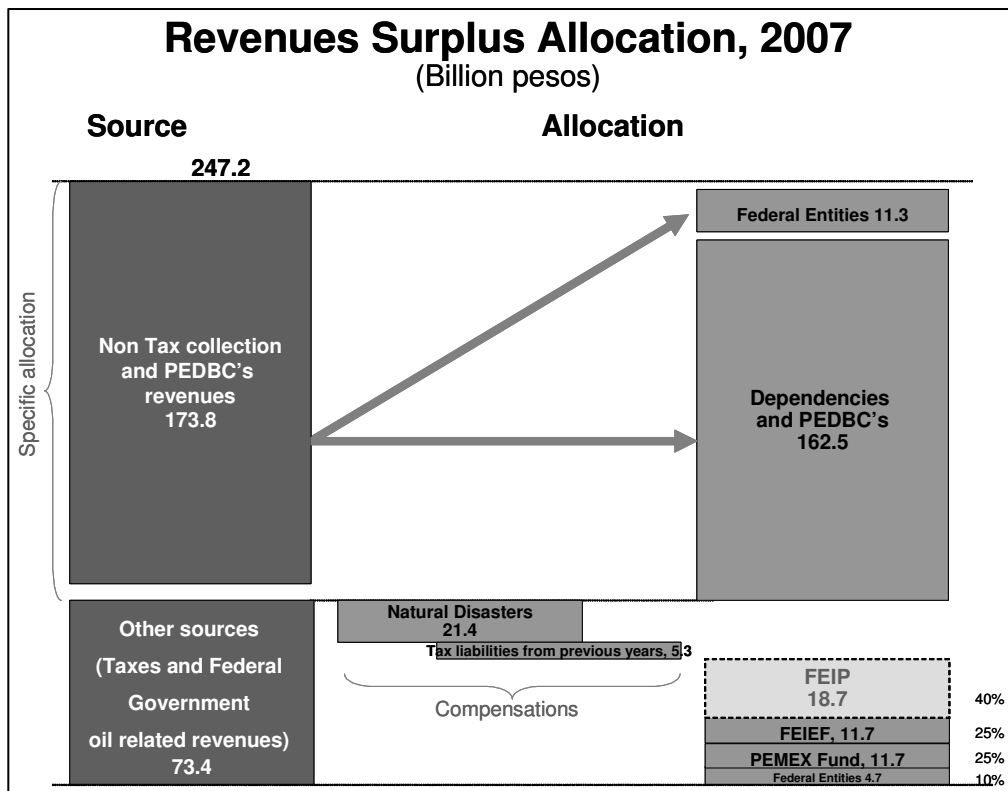 Revenues Surplus Allocation, 2007
(Billion pesos)
Source
Allocation
247.2
Specific allocation
Non Tax collection
and PEDBC's
revenues
173.8
Federal Entities 11.3
Dependencies
and PEDBC's
162.5
Other sources
(Taxes and Federal
Government
oil related revenues)
73.4
Natural Disasters
21.4
Tax liabilities from previous years, 5.3
Compensations
FEIP
18.7
40%
FEIEF, 11.7
25%
PEMEX Fund, 11.7
25%
Federal Entities 4.7
10%